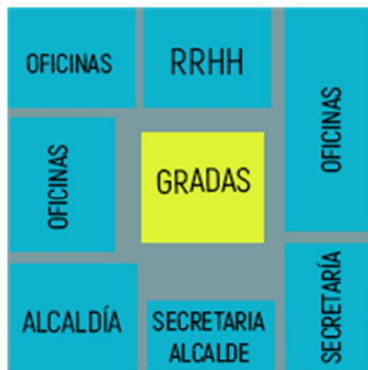 OFICINAS
RRHH
OFICINAS
OFICINAS
GRADAS
ALCALDÍA
SECRETARIA
ALCALDE
SECRETARÍA